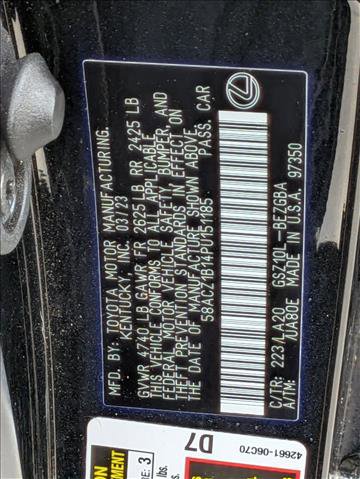 MFD. BY: TOYOTA MOTOR MANUFACTURING,
KENTUCKY, INC. 03/23
GVWR 4740 LB GAWR FR 2625 LB RR 2425 LB
THIS VEHICLE CONFORMS TO ALL APPLICABLE
FEDERAL MOTOR VEHICLE SAFETY, BUMPER, AND
THEFT PREVENTION STANDARDS IN EFFECT ON
THE DATE OF MANUFACTURE SHOWN ABOVE.
58ACZ1B14PU151185 PASS. CAR
C/TR: 223/LA20 GSZ10L-BEZGBA
A/TM: /UA80E MADE IN U.S.A. 97350
42661-06C70
D7